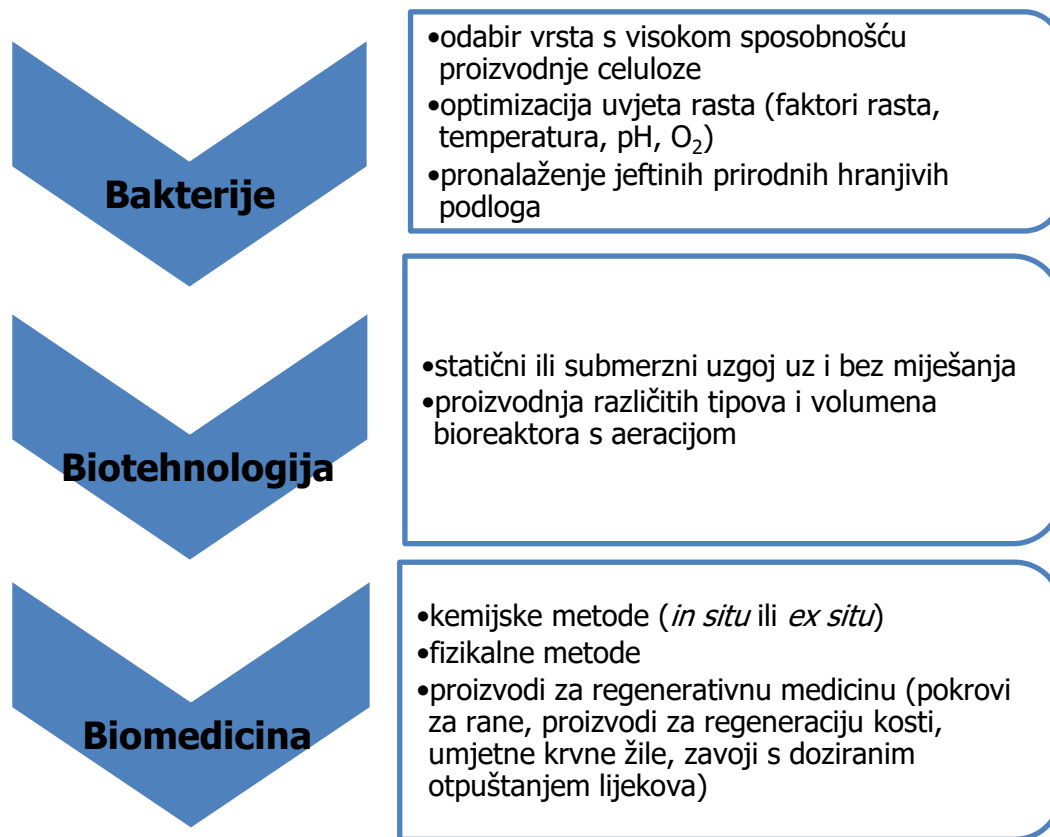 Bakterije
•odabir vrsta s visokom sposobnošću
proizvodnje celuloze
•optimizacija uvjeta rasta (faktori rasta,
temperatura, pH, O₂)
•pronalaženje jeftinih prirodnih hranjivih
podloga
Biotehnologija
•statični ili submerzni uzgoj uz i bez miješanja
•proizvodnja različitih tipova i volumena
bioreaktora s aeracijom
Biomedicina
•kemijske metode (in situ ili ex situ)
•fizikalne metode
•proizvodi za regenerativnu medicinu (pokrovi
za rane, proizvodi za regeneraciju kosti,
umjetne krvne žile, zavoji s doziranim
otpuštanjem lijekova)